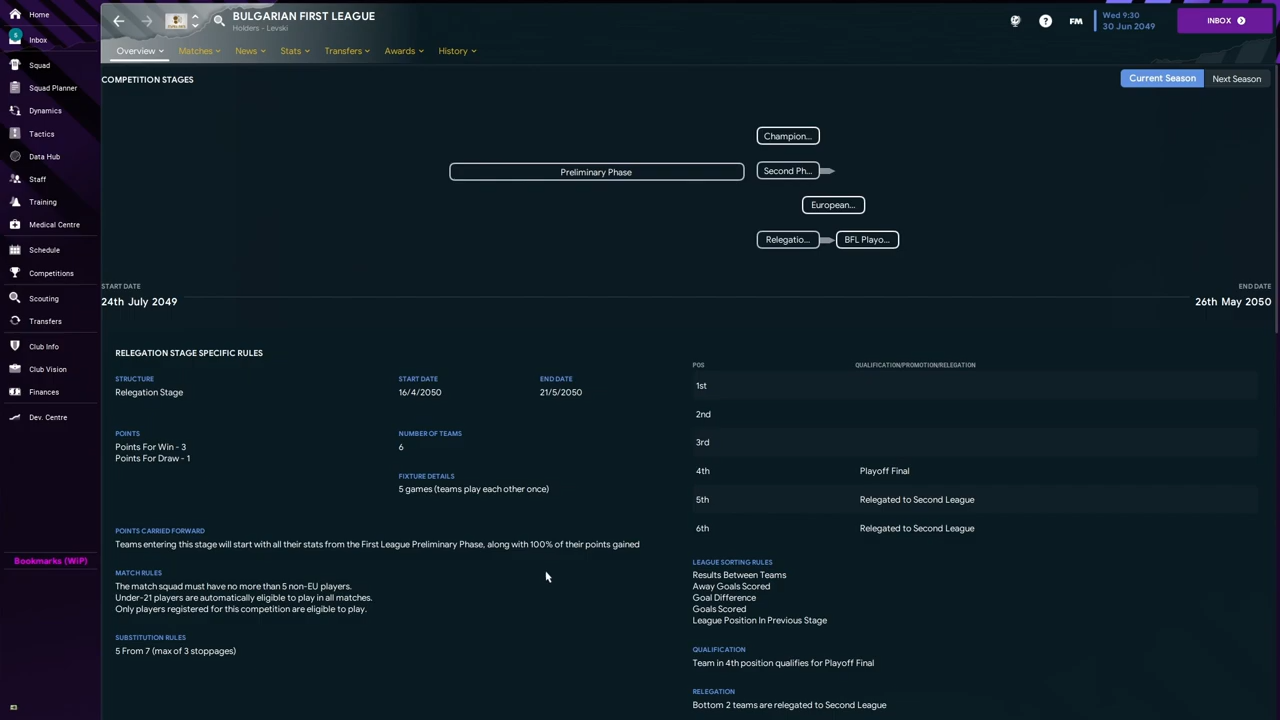 Home
BULGARIAN FIRST LEAGUE
Holders - Levski
Wed 9:30
30 Jun 2049
FM
INBOX
Inbox
Overview
Matches
News
Stats
Transfers
Awards
History
Squad
Squad Planner
Dynamics
Tactics
Data Hub
Staff
Training
Medical Centre
Schedule
Competitions
Scouting
Transfers
Club Info
Club Vision
Finances
Dev. Centre
Bookmarks (WiP)
COMPETITION STAGES
Current Season
Next Season
Champion...
Preliminary Phase
Second Ph...
European...
Relegatio...
BFL Playo...
START DATE
24th July 2049
END DATE
26th May 2050
RELEGATION STAGE SPECIFIC RULES
STRUCTURE
Relegation Stage
START DATE
16/4/2050
END DATE
21/5/2050
POINTS
Points For Win - 3
Points For Draw - 1
NUMBER OF TEAMS
6
FIXTURE DETAILS
5 games (teams play each other once)
POINTS CARRIED FORWARD
Teams entering this stage will start with all their stats from the First League Preliminary Phase, along with 100% of their points gained
MATCH RULES
The match squad must have no more than 5 non-EU players.
Under-21 players are automatically eligible to play in all matches.
Only players registered for this competition are eligible to play.
SUBSTITUTION RULES
5 From 7 (max of 3 stoppages)
POS QUALIFICATION/PROMOTION/RELEGATION
1st
2nd
3rd
4th Playoff Final
5th Relegated to Second League
6th Relegated to Second League
LEAGUE SORTING RULES
Results Between Teams
Away Goals Scored
Goal Difference
Goals Scored
League Position In Previous Stage
QUALIFICATION
Team in 4th position qualifies for Playoff Final
RELEGATION
Bottom 2 teams are relegated to Second League